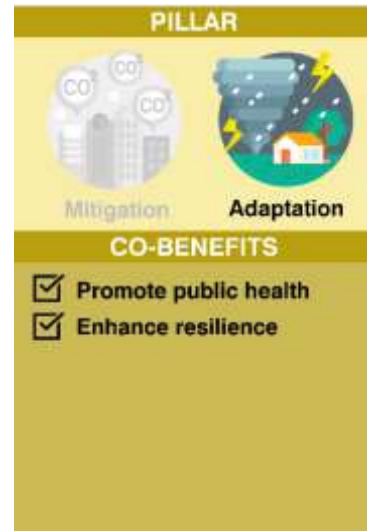 PILLAR
CO²
CO²
CO²
Mitigation
Adaptation
CO-BENEFITS
Promote public health
Enhance resilience